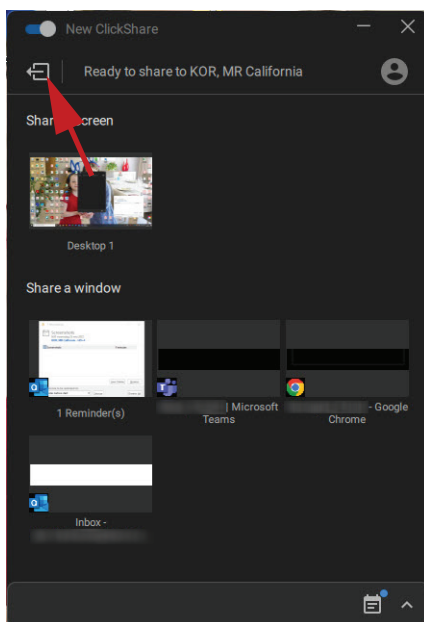 New ClickShare
Ready to share to KOR, MR California
Shar screen
Desktop 1
Share a window
1 Reminder(s)
| Microsoft
Teams
- Google
Chrome
Inbox -